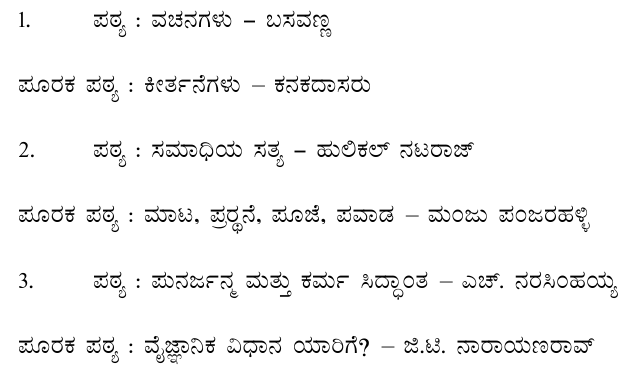 1. ಪಠ್ಯ : ವಚನಗಳು – ಬಸವಣ್ಣ
ಪೂರಕ ಪಠ್ಯ : ಕೀರ್ತನೆಗಳು – ಕನಕದಾಸರು
2. ಪಠ್ಯ : ಸಮಾಧಿಯ ಸತ್ಯ – ಹುಲಿಕಲ್ ನಟರಾಜ್
ಪೂರಕ ಪಠ್ಯ : ಮಾಟ, ಪ್ರರ‍್ಥನೆ, ಪೂಜೆ, ಪವಾಡ – ಮಂಜು ಪಂಜರಹಳ್ಳಿ
3. ಪಠ್ಯ : ಪುನರ್ಜನ್ಮ ಮತ್ತು ಕರ್ಮ ಸಿದ್ಧಾಂತ – ಎಚ್. ನರಸಿಂಹಯ್ಯ
ಪೂರಕ ಪಠ್ಯ : ವೈಜ್ಞಾನಿಕ ವಿಧಾನ ಯಾರಿಗೆ? – ಜಿ.ಟಿ. ನಾರಾಯಣರಾವ್